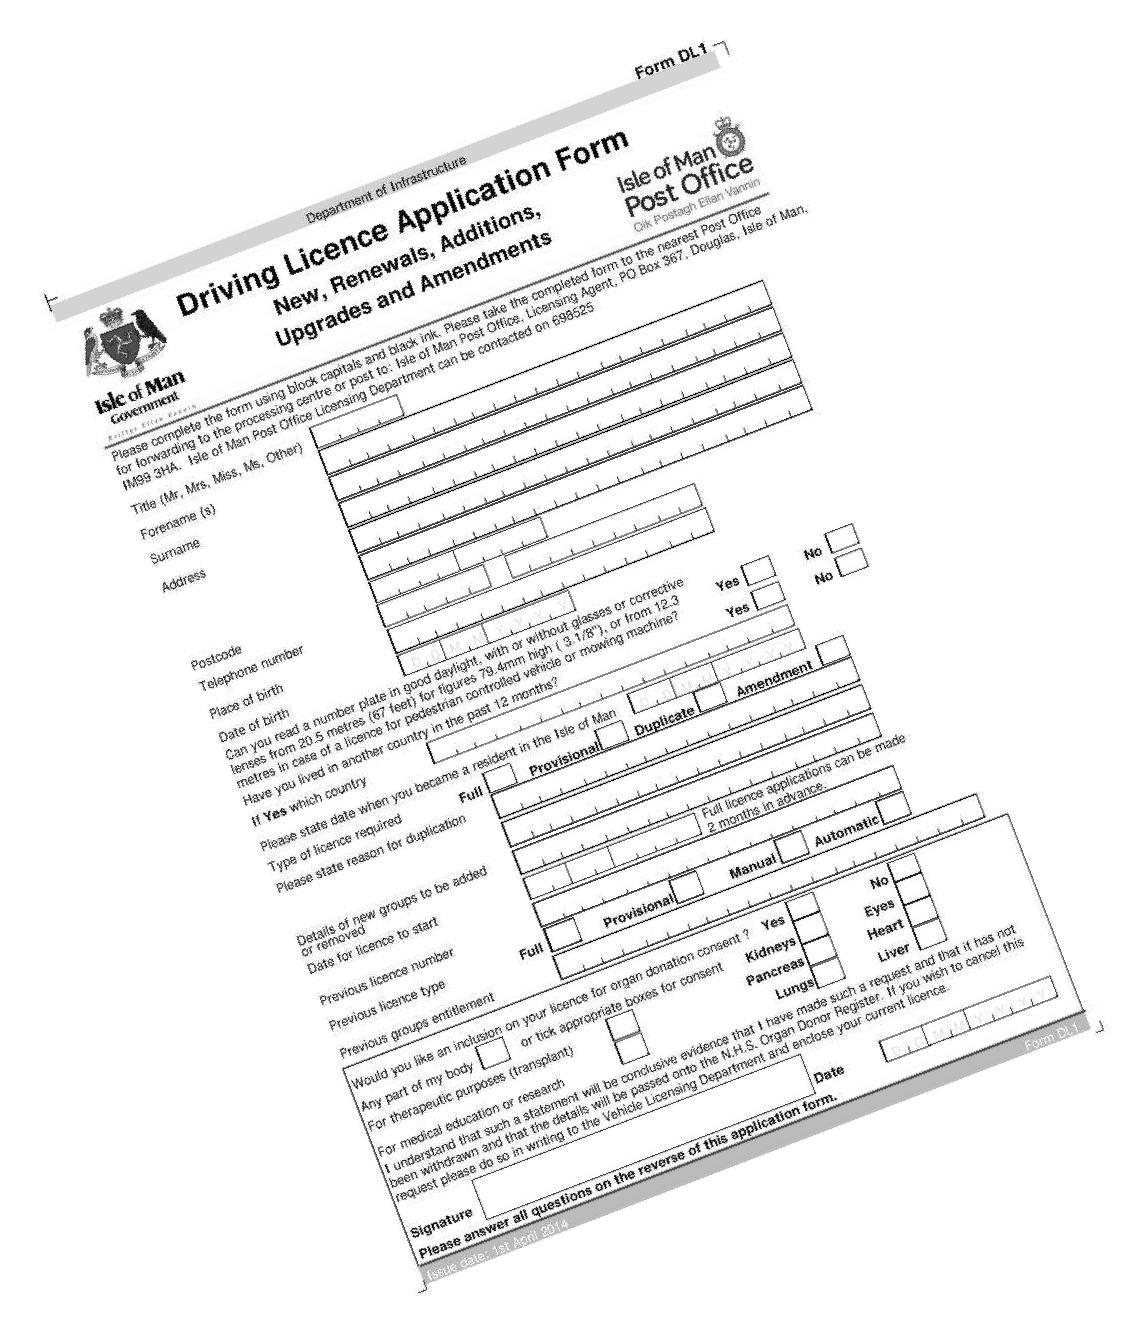 Form DL1
Department of Infrastructure
Driving Licence Application Form
New, Renewals, Additions,
Upgrades and Amendments
Isle of Man
Post Office
Oik Postagh Ellan Vannin
Isle of Man
Government
Reiltys Ellan Vannin
Please complete the form using block capitals and black ink. Please take the completed form to the nearest Post Office
for forwarding to the processing centre or post to: Isle of Man Post Office, Licensing Agent, PO Box 367, Douglas, Isle of Man,
IM99 3HA. Isle of Man Post Office Licensing Department can be contacted on 698525
Title (Mr, Mrs, Miss, Ms, Other)
Forename (s)
Surname
Address
Postcode
Telephone number
Place of birth
Date of birth D D M M Y Y Y Y
Can you read a number plate in good daylight, with or without glasses or corrective
lenses from 20.5 metres (67 feet) for figures 79.4mm high ( 3.1/8"), or from 12.3
metres in case of a licence for pedestrian controlled vehicle or mowing machine? Yes No
Have you lived in another country in the past 12 months? Yes No
If Yes which country
Please state date when you became a resident in the Isle of Man D D M M Y Y Y Y
Type of licence required Full Provisional Duplicate Amendment
Please state reason for duplication
Details of new groups to be added
or removed
Date for licence to start Full licence applications can be made
2 months in advance.
Previous licence number
Previous licence type Full Provisional Manual Automatic
Previous groups entitlement
Would you like an inclusion on your licence for organ donation consent ? Yes No
Any part of my body or tick appropriate boxes for consent Kidneys Eyes
For therapeutic purposes (transplant) Pancreas Heart
For medical education or research Lungs Liver
I understand that such a statement will be conclusive evidence that I have made such a request and that it has not
been withdrawn and that the details will be passed onto the N.H.S. Organ Donor Register. If you wish to cancel this
request please do so in writing to the Vehicle Licensing Department and enclose your current licence.
Signature Date D D M M Y Y Y Y
Please answer all questions on the reverse of this application form.
Issue date: 1st April 2014 Form DL1